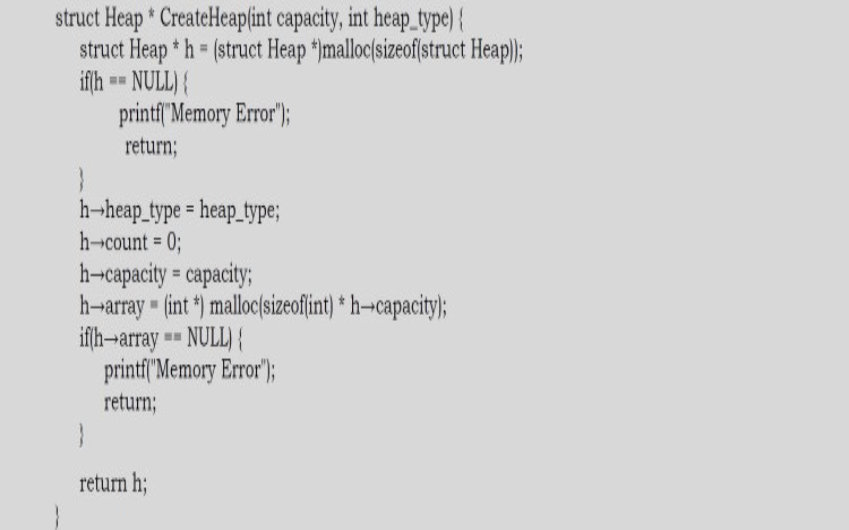 struct Heap * CreateHeap(int capacity, int heap_type) {
struct Heap * h = (struct Heap *)malloc(sizeof(struct Heap));
if(h == NULL) {
printf("Memory Error");
return;
}
h→heap_type = heap_type;
h→count = 0;
h→capacity = capacity;
h→array = (int *) malloc(sizeof(int) * h→capacity);
if(h→array == NULL) {
printf("Memory Error");
return;
}
return h;
}